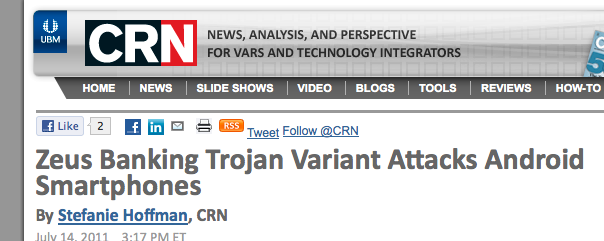 UBM
CRN
NEWS, ANALYSIS, AND PERSPECTIVE
FOR VARS AND TECHNOLOGY INTEGRATORS
HOME NEWS SLIDE SHOWS VIDEO BLOGS TOOLS REVIEWS HOW-TO
Like 2 RSS Tweet Follow @CRN
Zeus Banking Trojan Variant Attacks Android
Smartphones
By Stefanie Hoffman, CRN
July 14, 2011 3:17 PM ET